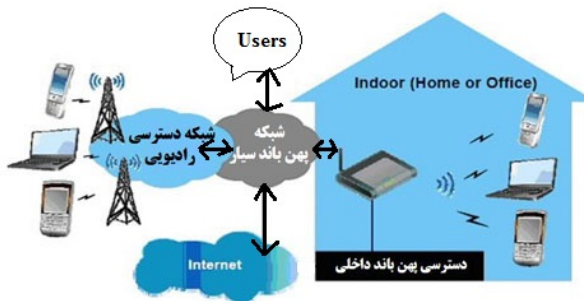 Users
Indoor (Home or Office)
شبکه دسترسی
رادیویی
شبکه
پهن باند سیار
Internet
دسترسی پهن باند داخلی